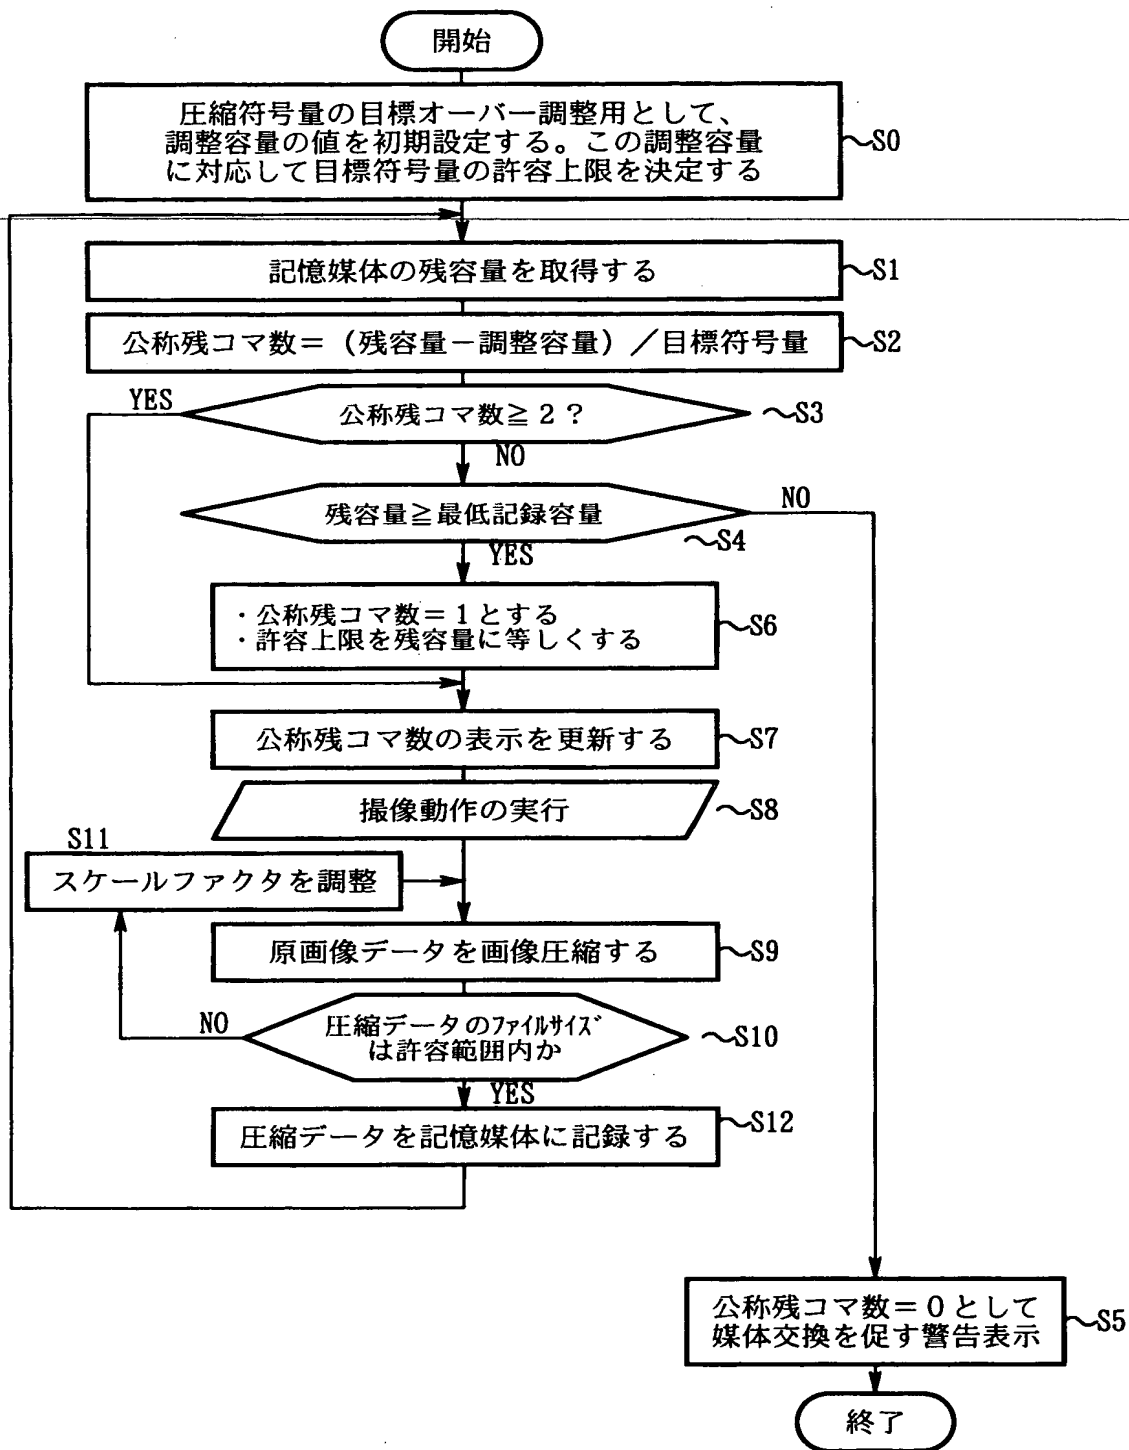 開始
圧縮符号量の目標オーバー調整用として、
調整容量の値を初期設定する。この調整容量
に対応して目標符号量の許容上限を決定する
S0
記憶媒体の残容量を取得する
S1
公称残コマ数＝（残容量－調整容量）／目標符号量
S2
YES
公称残コマ数≧２？
S3
NO
残容量≧最低記録容量
NO
S4
YES
・公称残コマ数＝１とする
・許容上限を残容量に等しくする
S6
公称残コマ数の表示を更新する
S7
撮像動作の実行
S8
S11
スケールファクタを調整
原画像データを画像圧縮する
S9
NO
圧縮データのﾌｧｲﾙｻｲｽﾞ
は許容範囲内か
S10
YES
圧縮データを記憶媒体に記録する
S12
公称残コマ数＝０として
媒体交換を促す警告表示
S5
終了